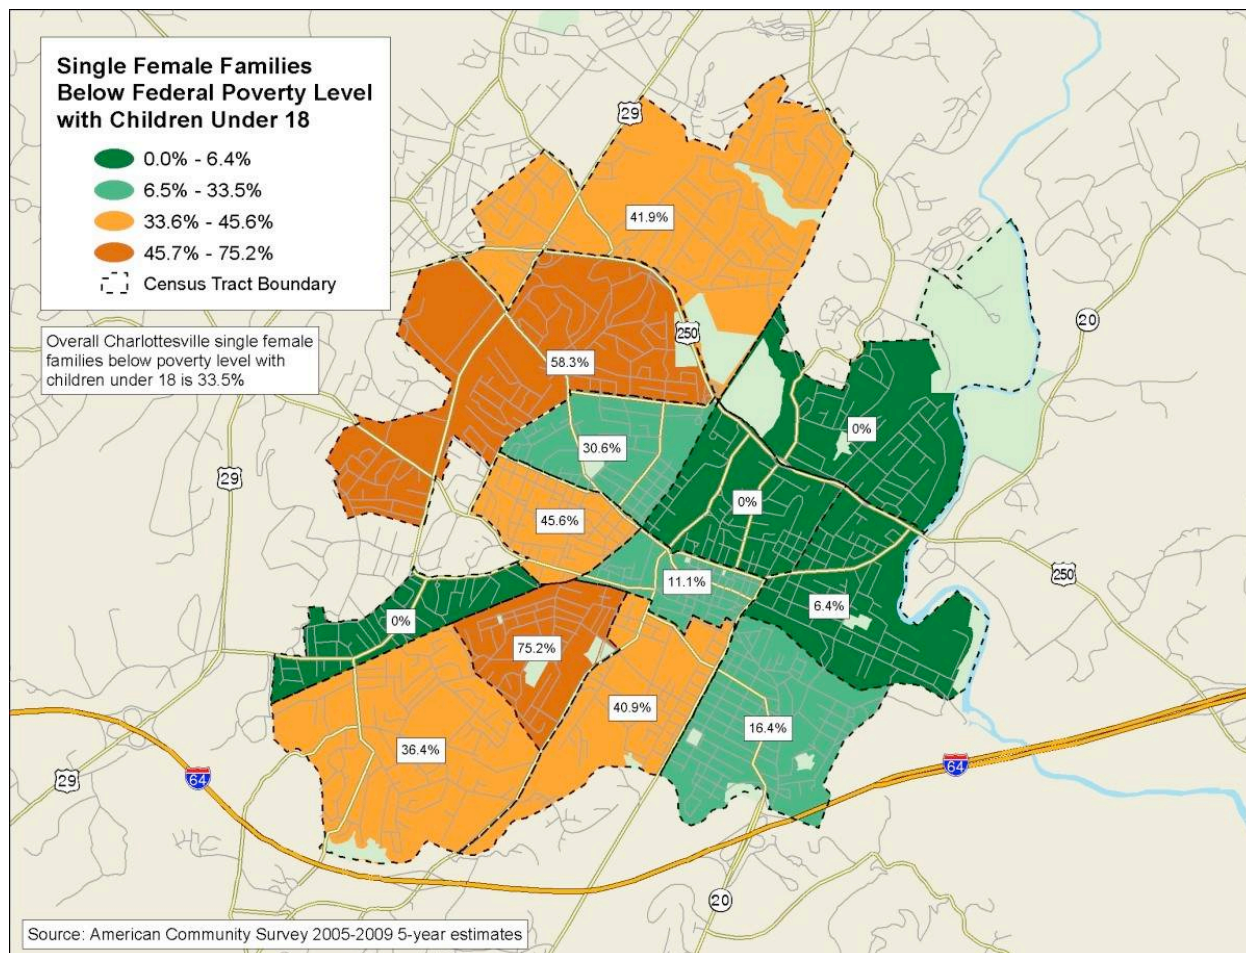 Single Female Families
Below Federal Poverty Level
with Children Under 18
0.0% - 6.4%
6.5% - 33.5%
33.6% - 45.6%
45.7% - 75.2%
Census Tract Boundary
Overall Charlottesville single female
families below poverty level with
children under 18 is 33.5%
29
41.9%
20
250
58.3%
0%
30.6%
29
0%
45.6%
250
11.1%
6.4%
0%
75.2%
40.9%
16.4%
36.4%
64
29
64
20
Source: American Community Survey 2005-2009 5-year estimates